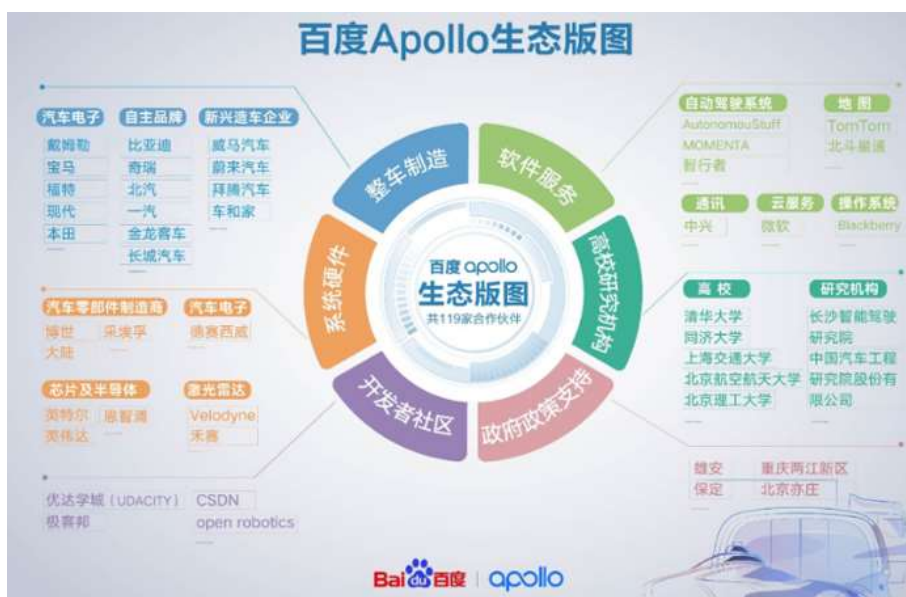 百度Apollo生态版图
汽车电子
戴姆勒
宝马
福特
现代
本田
自主品牌
比亚迪
奇瑞
北汽
一汽
金龙客车
长城汽车
新兴造车企业
威马汽车
蔚来汽车
拜腾汽车
车和家
自动驾驶系统
AutonomouStuff
MOMENTA
智行者
地图
TomTom
北斗星通
通讯
中兴
云服务
微软
操作系统
Blackberry
整车制造
软件服务
系统硬件
高校研究机构
开发者社区
政府政策支持
百度 apollo
生态版图
共119家合作伙伴
汽车零部件制造商
博世
采埃孚
大陆
汽车电子
德赛西威
芯片及半导体
英特尔
恩智浦
英伟达
激光雷达
Velodyne
禾赛
高校
清华大学
同济大学
上海交通大学
北京航空航天大学
北京理工大学
研究机构
长沙智能驾驶
研究院
中国汽车工程
研究院股份有
限公司
优达学城(UDACITY)
CSDN
极客邦
open robotics
雄安
重庆两江新区
保定
北京亦庄
Bai du 百度 | apollo